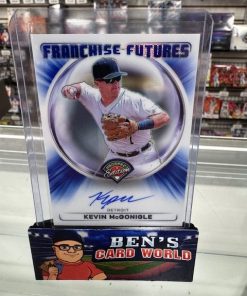 FRANCHISE FUTURES
DETROIT
KEVIN McGONIGLE
BEN'S
CARD WORLD